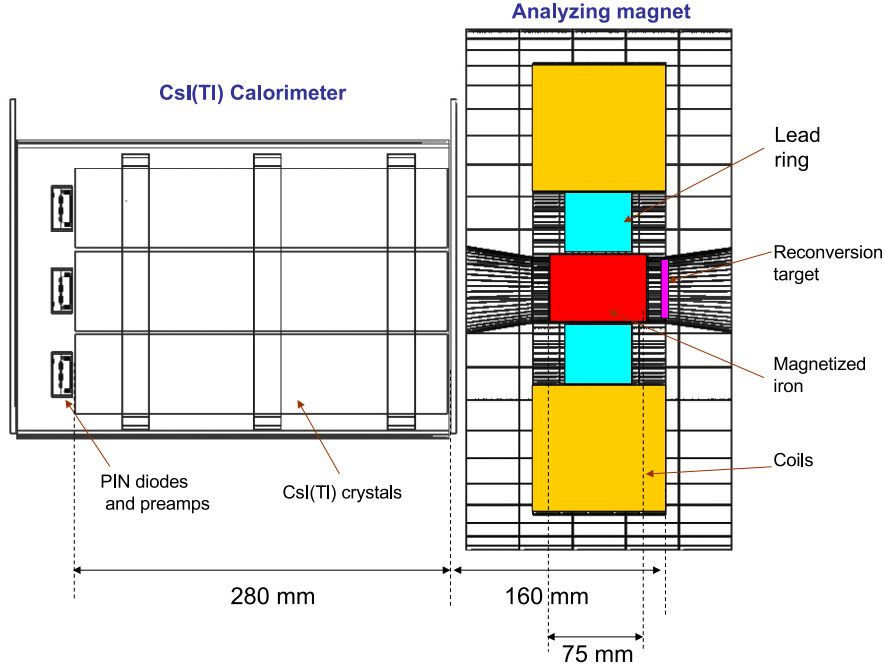 Analyzing magnet
CsI(Tl) Calorimeter
Lead
ring
Reconversion
target
Magnetized
iron
Coils
PIN diodes
and preamps
CsI(Tl) crystals
280 mm
160 mm
75 mm